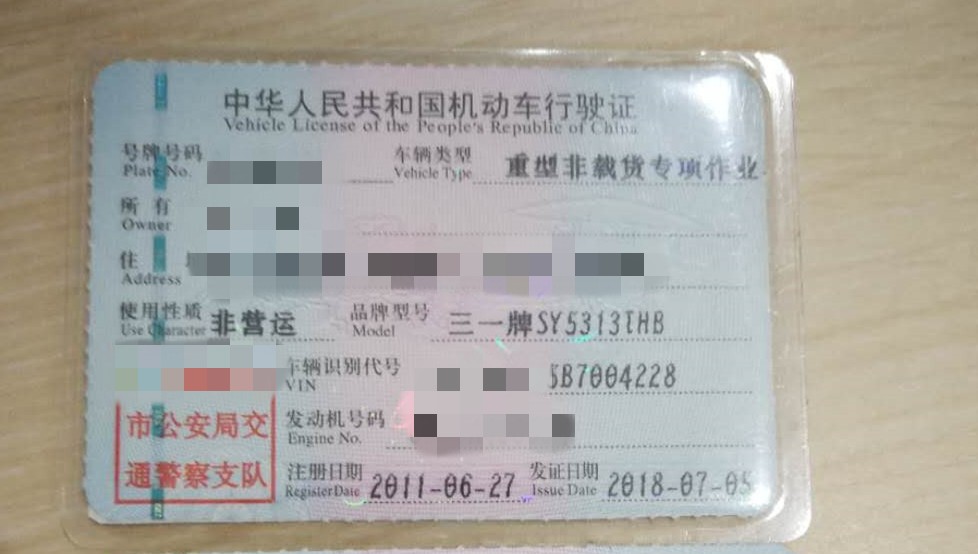 中华人民共和国机动车行驶证
Vehicle License of the People's Republic of China
号牌号码 车辆类型 重型非载货专项作业
Plate No. Vehicle Type
所有
Owner
住
Address
使用性质 非营运 品牌型号 三一牌SY5313THB
Use Character Model
车辆识别代号 5B7004228
VIN
市公安局交 发动机号码
Engine No.
通警察支队 注册日期 2011-06-27 发证日期 2018-07-05
Register Date Issue Date